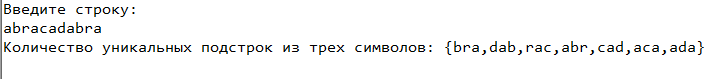 Введите строку:
abracadabra
Количество уникальных подстрок из трех символов: {bra,dab,rac,abr,cad,aca,ada}